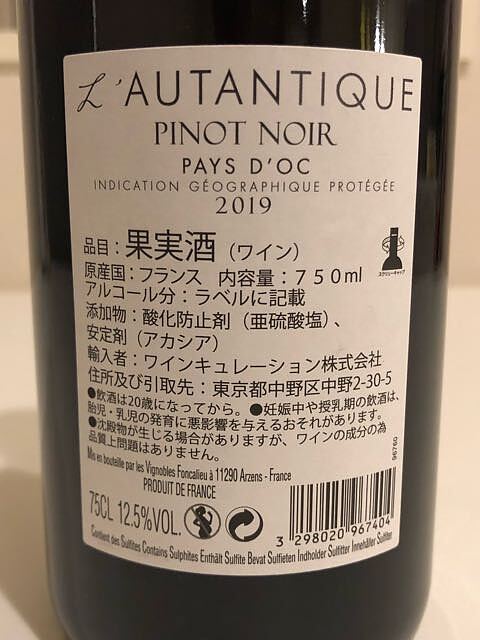 L'AUTANTIQUE
PINOT NOIR
PAYS D'OC
INDICATION GÉOGRAPHIQUE PROTÉGÉE
2019
品目：果実酒（ワイン）
スクリューキャップ
原産国：フランス　内容量：７５０ml
アルコール分：ラベルに記載
添加物：酸化防止剤（亜硫酸塩）、
安定剤（アカシア）
輸入者：ワインキュレーション株式会社
住所及び引取先：東京都中野区中野2-30-5
●飲酒は20歳になってから。●妊娠中や授乳期の飲酒は、
胎児・乳児の発育に悪影響を与えるおそれがあります。
●沈殿物が生じる場合がありますが、ワインの成分の為
品質上問題はありません。
96760
Mis en bouteille par les Vignobles Foncalieu à 11290 Arzens - France
PRODUIT DE FRANCE
75CL 12.5%VOL.
3 298020 967404
Contient des Sulfites Contains Sulphites Enthält Sulfite Bevat Sulfieten Indholder Sulfitter Innehåller Sulfiter